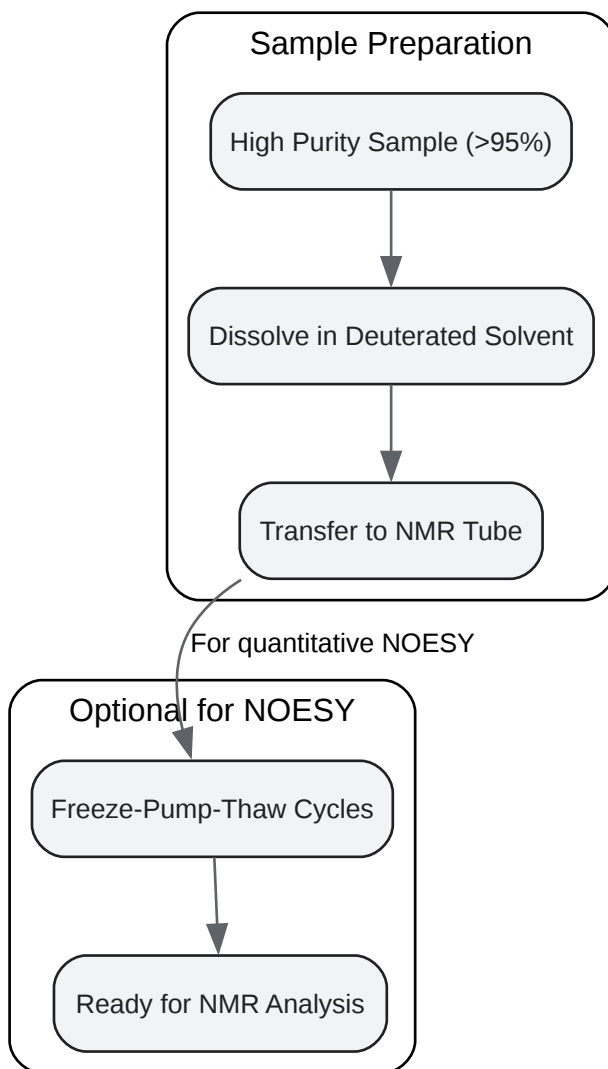 Sample Preparation
High Purity Sample (>95%)
Dissolve in Deuterated Solvent
Transfer to NMR Tube
For quantitative NOESY
Optional for NOESY
Freeze-Pump-Thaw Cycles
Ready for NMR Analysis